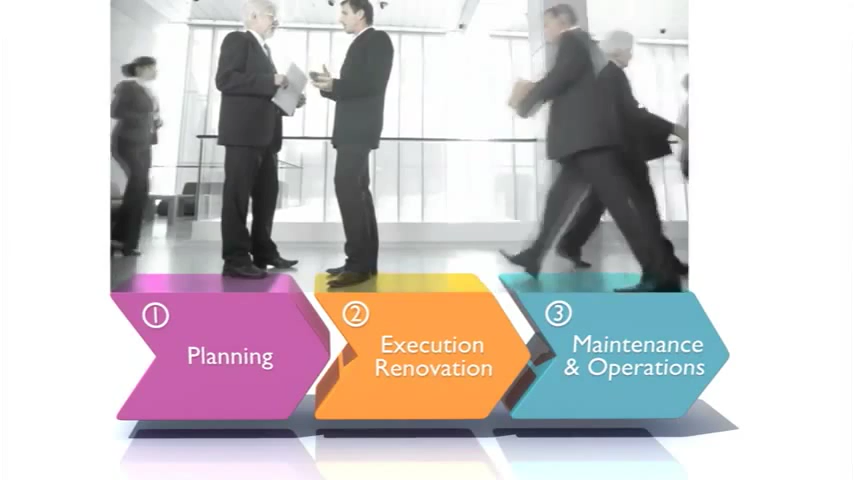 ①
Planning
②
Execution
Renovation
③
Maintenance
& Operations